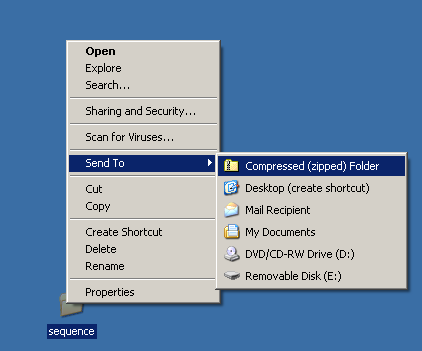 Open
Explore
Search...
Sharing and Security...
Scan for Viruses...
Send To
Cut
Copy
Create Shortcut
Delete
Rename
Properties
Compressed (zipped) Folder
Desktop (create shortcut)
Mail Recipient
My Documents
DVD/CD-RW Drive (D:)
Removable Disk (E:)
sequence